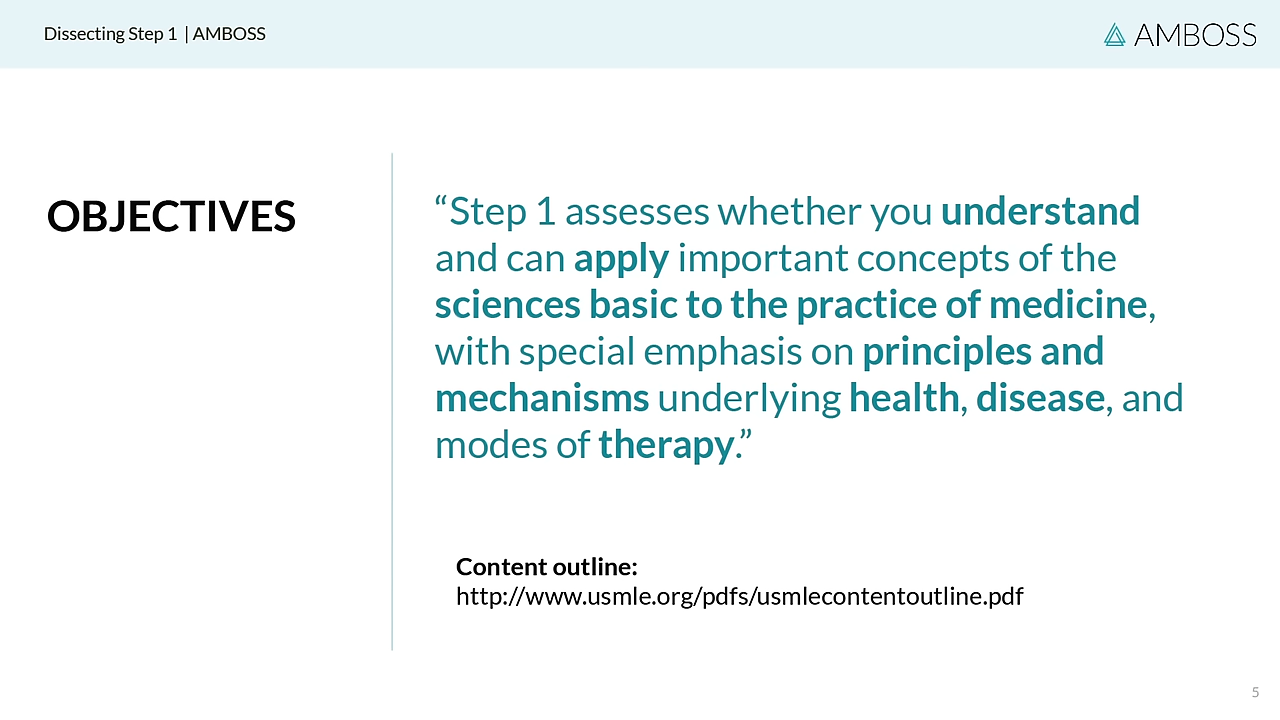 Dissecting Step 1 | AMBOSS
AMBOSS
OBJECTIVES
“Step 1 assesses whether you understand
and can apply important concepts of the
sciences basic to the practice of medicine,
with special emphasis on principles and
mechanisms underlying health, disease, and
modes of therapy.”
Content outline:
http://www.usmle.org/pdfs/usmlecontentoutline.pdf
5